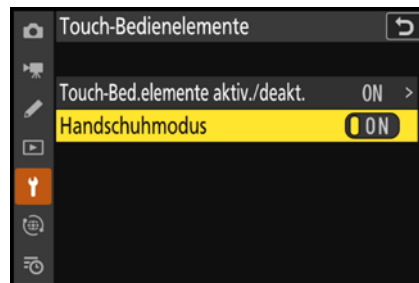 Touch-Bedienelemente
Touch-Bed.elemente aktiv./deakt. ON >
Handschuhmodus ON